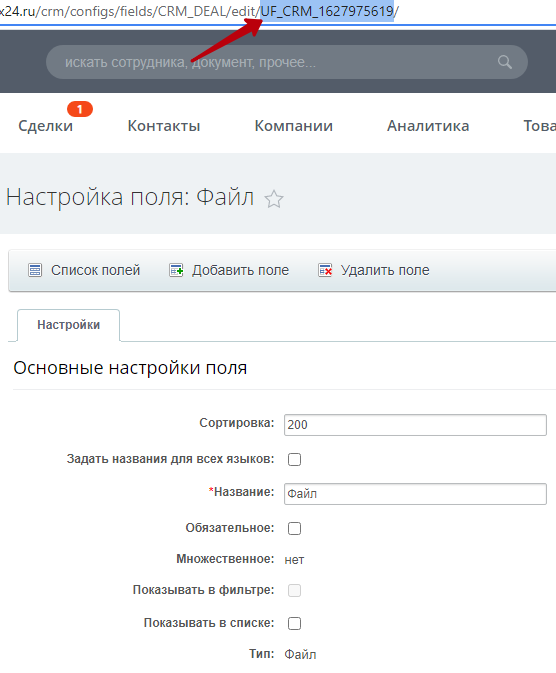 x24.ru/crm/configs/fields/CRM_DEAL/edit/UF_CRM_1627975619/
искать сотрудника, документ, прочее...
1
Сделки Контакты Компании Аналитика Това
Настройка поля: Файл
Список полей Добавить поле Удалить поле
Настройки
Основные настройки поля
Сортировка: 200
Задать названия для всех языков:
*Название: Файл
Обязательное:
Множественное: нет
Показывать в фильтре:
Показывать в списке:
Тип: Файл